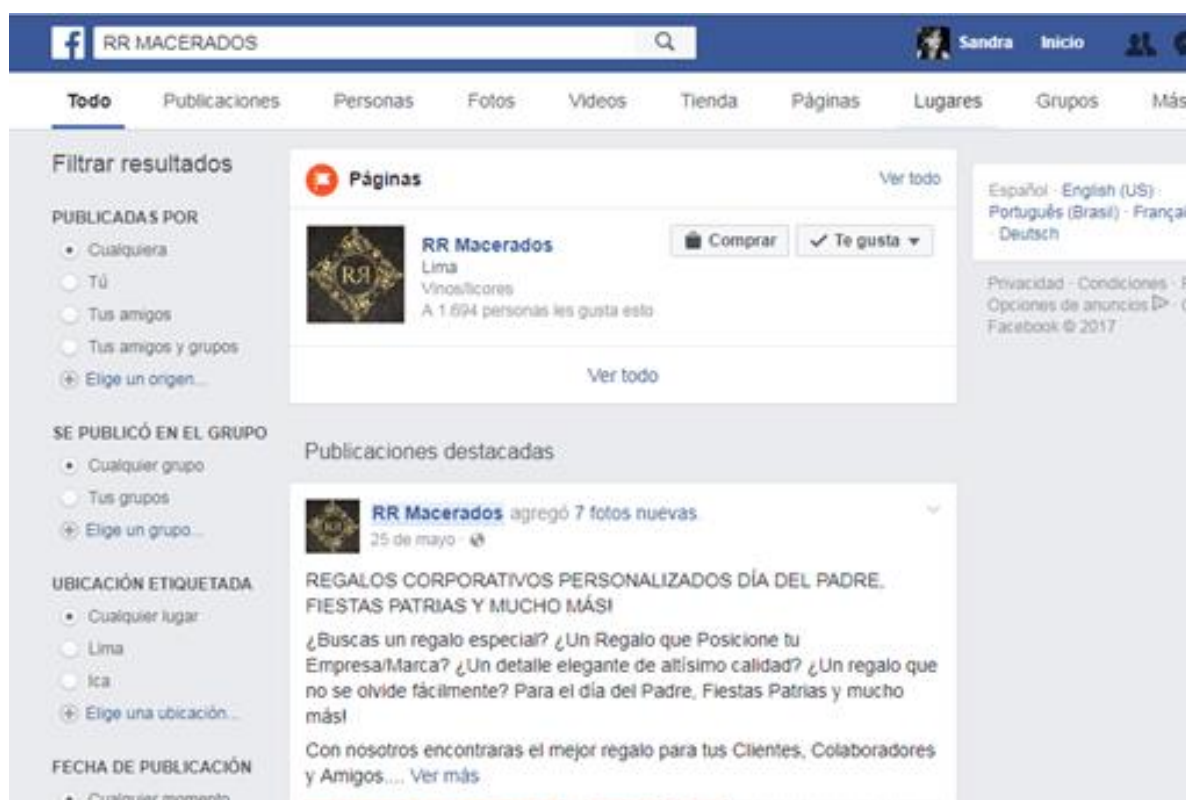 f RR MACERADOS Sandra Inicio
Todo Publicaciones Personas Fotos Videos Tienda Páginas Lugares Grupos Más
Filtrar resultados
PUBLICADAS POR
Cualquiera
Tú
Tus amigos
Tus amigos y grupos
Elige un origen...
SE PUBLICÓ EN EL GRUPO
Cualquier grupo
Tus grupos
Elige un grupo...
UBICACIÓN ETIQUETADA
Cualquier lugar
Lima
Ica
Elige una ubicación...
FECHA DE PUBLICACIÓN
Cualquier momento
Páginas Ver todo
RR
RR Macerados Comprar Te gusta
Lima
Vinos/licores
A 1.694 personas les gusta esto
Ver todo
Publicaciones destacadas
RR
RR Macerados agregó 7 fotos nuevas.
25 de mayo ·
REGALOS CORPORATIVOS PERSONALIZADOS DÍA DEL PADRE,
FIESTAS PATRIAS Y MUCHO MÁS!
¿Buscas un regalo especial? ¿Un Regalo que Posicione tu
Empresa/Marca? ¿Un detalle elegante de altísimo calidad? ¿Un regalo que
no se olvide fácilmente? Para el día del Padre, Fiestas Patrias y mucho
más!
Con nosotros encontraras el mejor regalo para tus Clientes, Colaboradores
y Amigos.... Ver más
Español · English (US) ·
Português (Brasil) · Françai
· Deutsch
Privacidad · Condiciones ·
Opciones de anuncios ·
Facebook © 2017